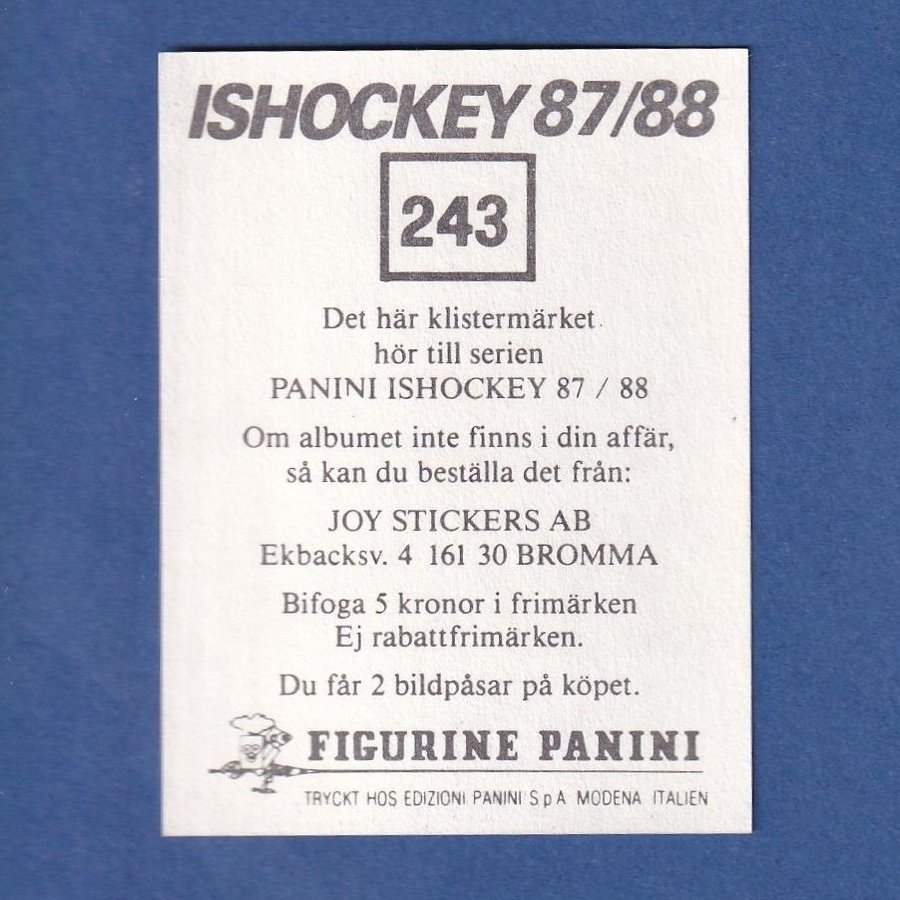 ISHOCKEY 87/88
243
Det här klistermärket
hör till serien
PANINI ISHOCKEY 87 / 88
Om albumet inte finns i din affär,
så kan du beställa det från:
JOY STICKERS AB
Ekbacksv. 4 161 30 BROMMA
Bifoga 5 kronor i frimärken
Ej rabattfrimärken.
Du får 2 bildpåsar på köpet.
FIGURINE PANINI
TRYCKT HOS EDIZIONI PANINI S p A MODENA ITALIEN